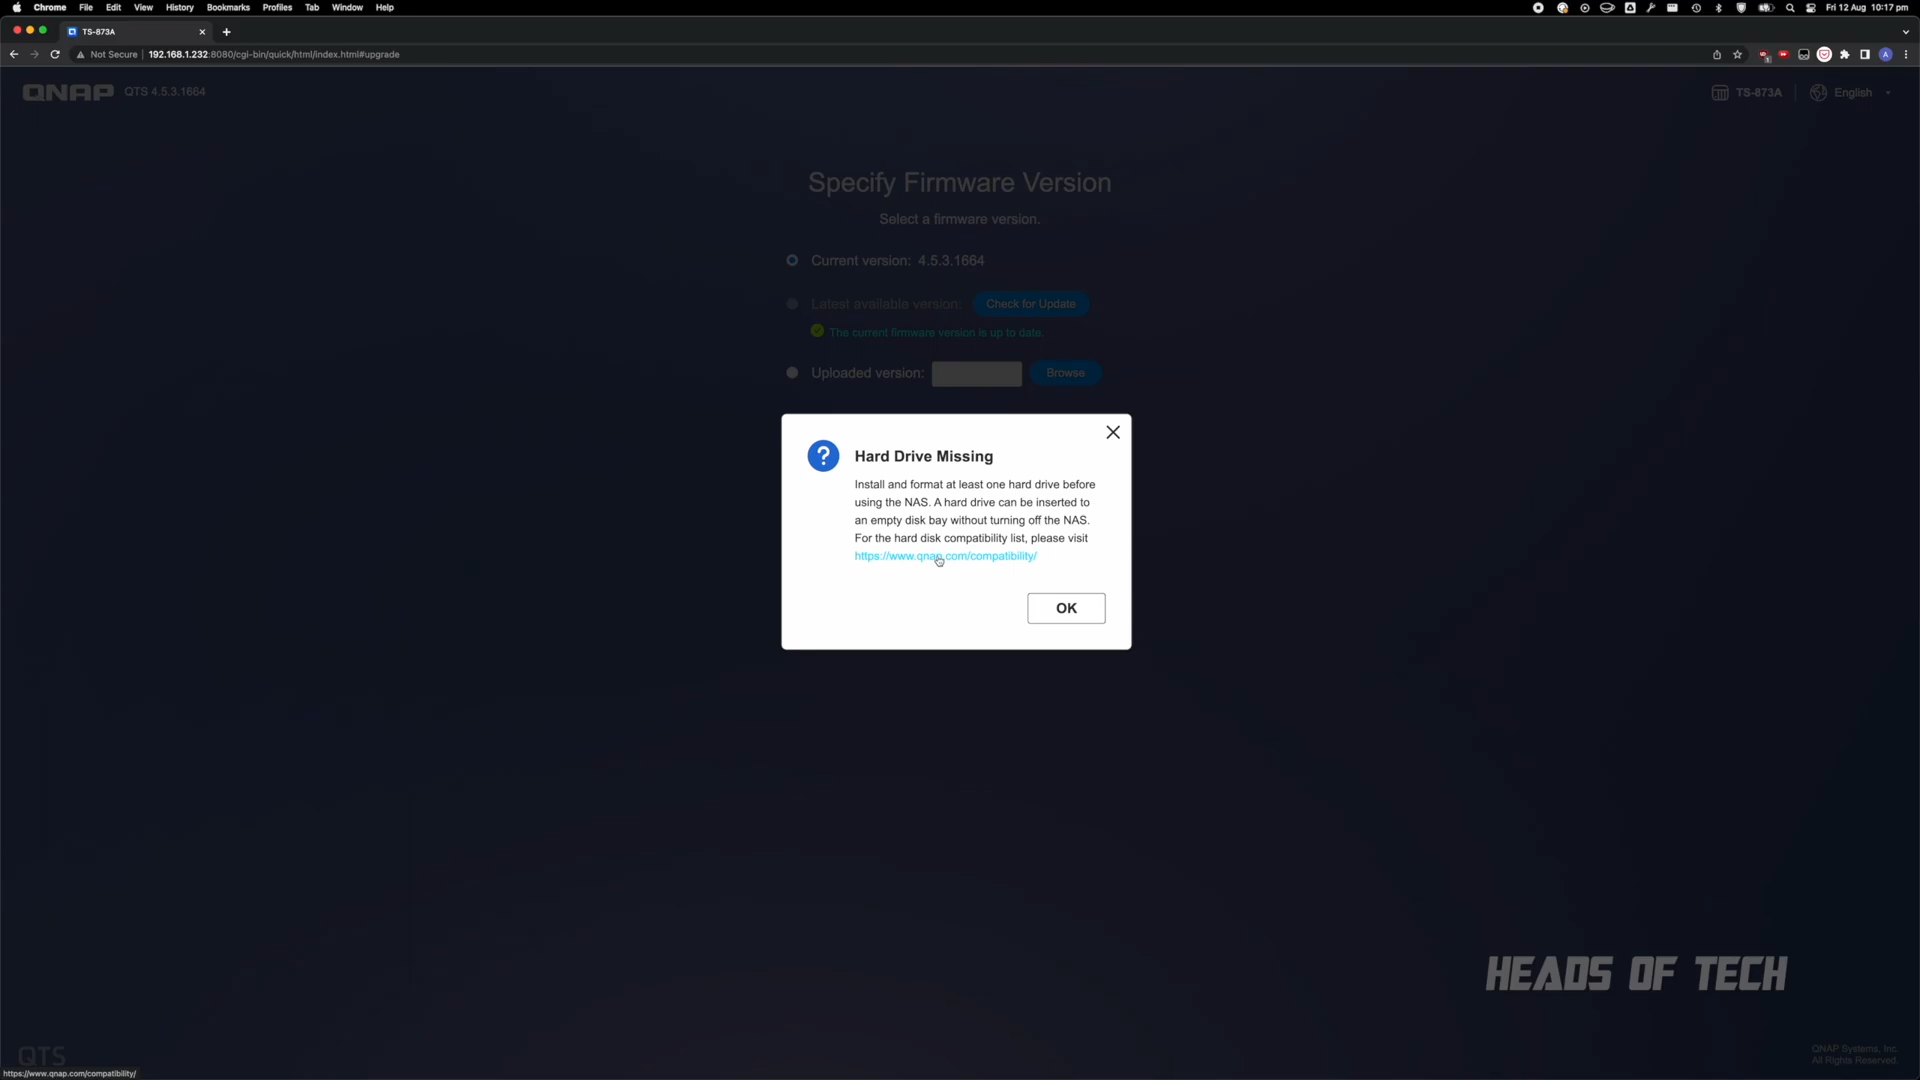 Chrome File Edit View History Bookmarks Profiles Tab Window Help
Fri 12 Aug 10:17 pm
TS-873A
Not Secure 192.168.1.232:8080/cgi-bin/quick/html/index.html#upgrade
QNAP QTS 4.5.3.1664
TS-873A English
Specify Firmware Version
Select a firmware version.
Current version: 4.5.3.1664
Latest available version: Check for Update
The current firmware version is up to date.
Uploaded version: Browse
Hard Drive Missing
Install and format at least one hard drive before
using the NAS. A hard drive can be inserted to
an empty disk bay without turning off the NAS.
For the hard disk compatibility list, please visit
https://www.qnap.com/compatibility/
OK
HEADS OF TECH
QTS
QNAP Systems, Inc.
All Rights Reserved.
https://www.qnap.com/compatibility/